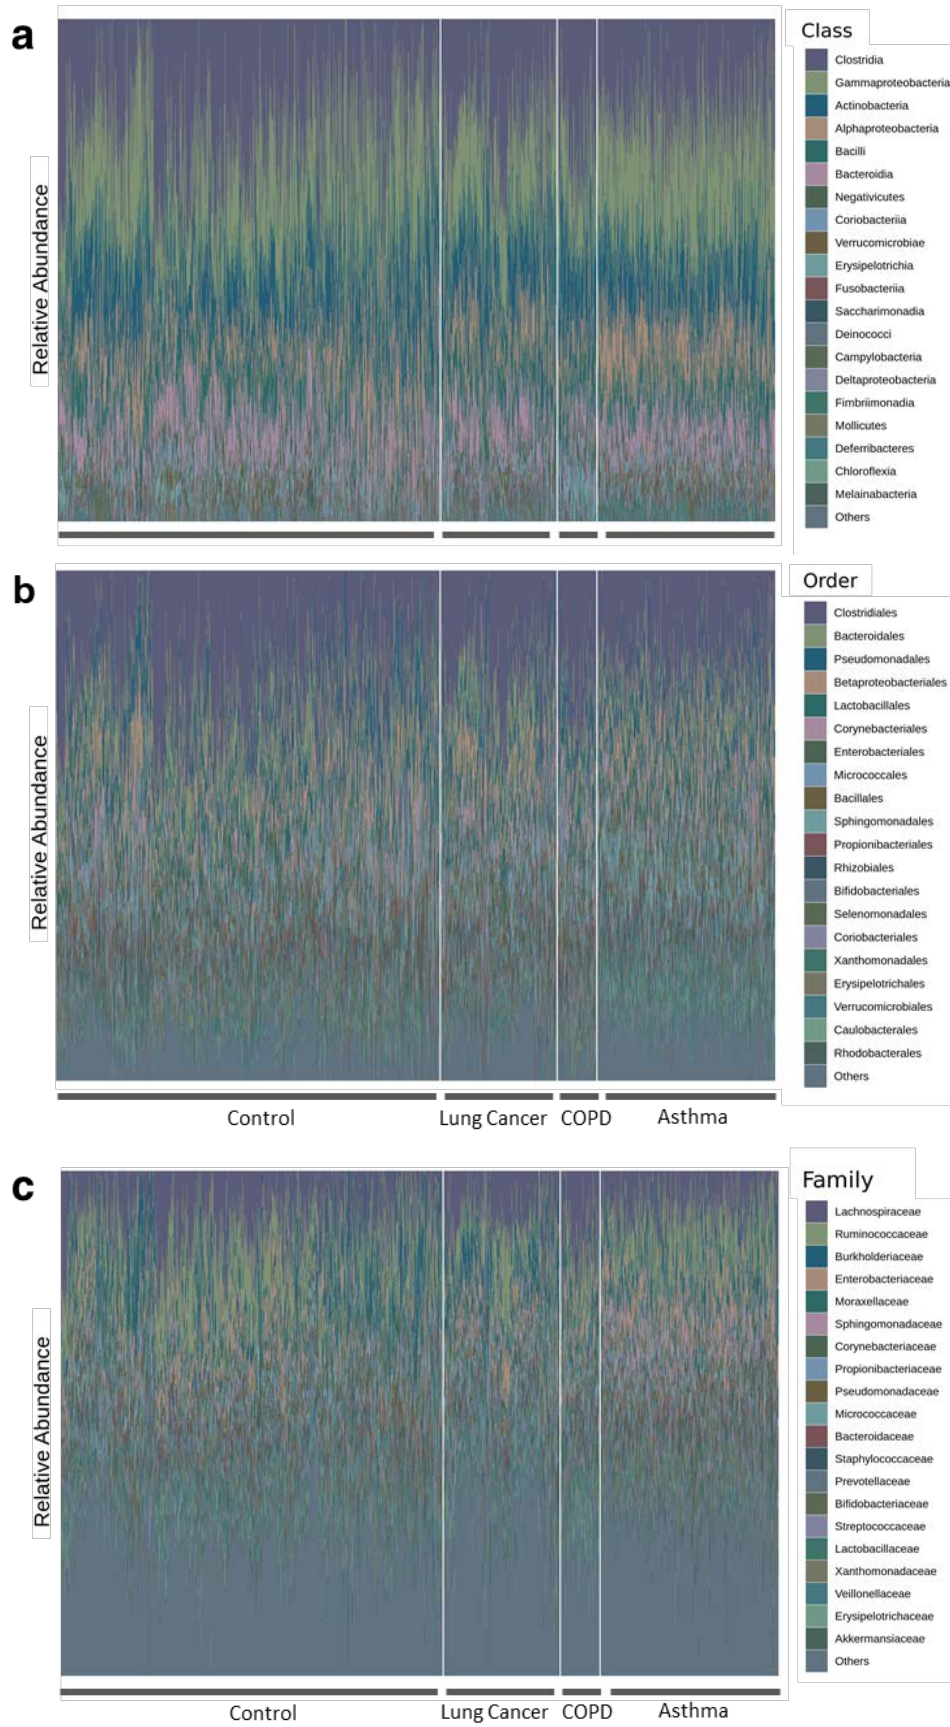 a
Class
Clostridia
Gammaproteobacteria
Actinobacteria
Alphaproteobacteria
Bacilli
Bacteroidia
Negativicutes
Coriobacteriia
Verrucomicrobiae
Erysipelotrichia
Fusobacteriia
Saccharimonadia
Deinococci
Campylobacteria
Deltaproteobacteria
Fimbriimonadia
Mollicutes
Deferribacteres
Chloroflexia
Melainabacteria
Others
Relative Abundance
b
Order
Clostridiales
Bacteroidales
Pseudomonadales
Betaproteobacteriales
Lactobacillales
Corynebacteriales
Enterobacteriales
Micrococcales
Bacillales
Sphingomonadales
Propionibacteriales
Rhizobiales
Bifidobacteriales
Selenomonadales
Coriobacteriales
Xanthomonadales
Erysipelotrichales
Verrucomicrobiales
Caulobacterales
Rhodobacterales
Others
Relative Abundance
Control Lung Cancer COPD Asthma
c
Family
Lachnospiraceae
Ruminococcaceae
Burkholderiaceae
Enterobacteriaceae
Moraxellaceae
Sphingomonadaceae
Corynebacteriaceae
Propionibacteriaceae
Pseudomonadaceae
Micrococcaceae
Bacteroidaceae
Staphylococcaceae
Prevotellaceae
Bifidobacteriaceae
Streptococcaceae
Lactobacillaceae
Xanthomonadaceae
Veillonellaceae
Erysipelotrichaceae
Akkermansiaceae
Others
Relative Abundance
Control Lung Cancer COPD Asthma